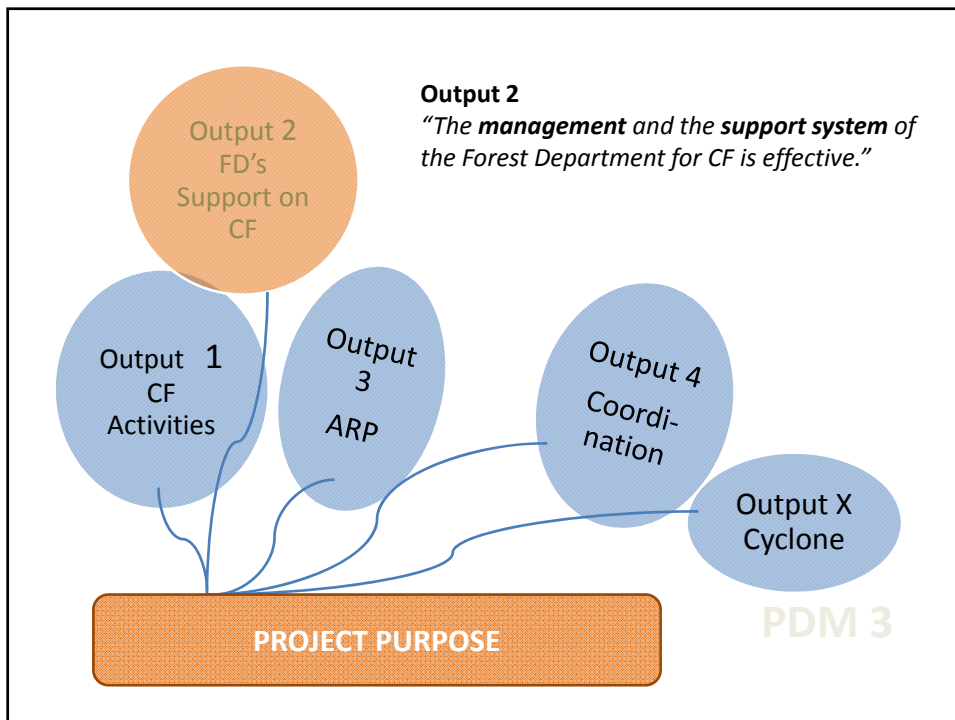 Output 2
“The management and the support system of
the Forest Department for CF is effective.”
Output 2
FD’s
Support on
CF
Output 1
CF
Activities
Output
3
ARP
Output 4
Coordi-
nation
Output X
Cyclone
PROJECT PURPOSE
PDM 3